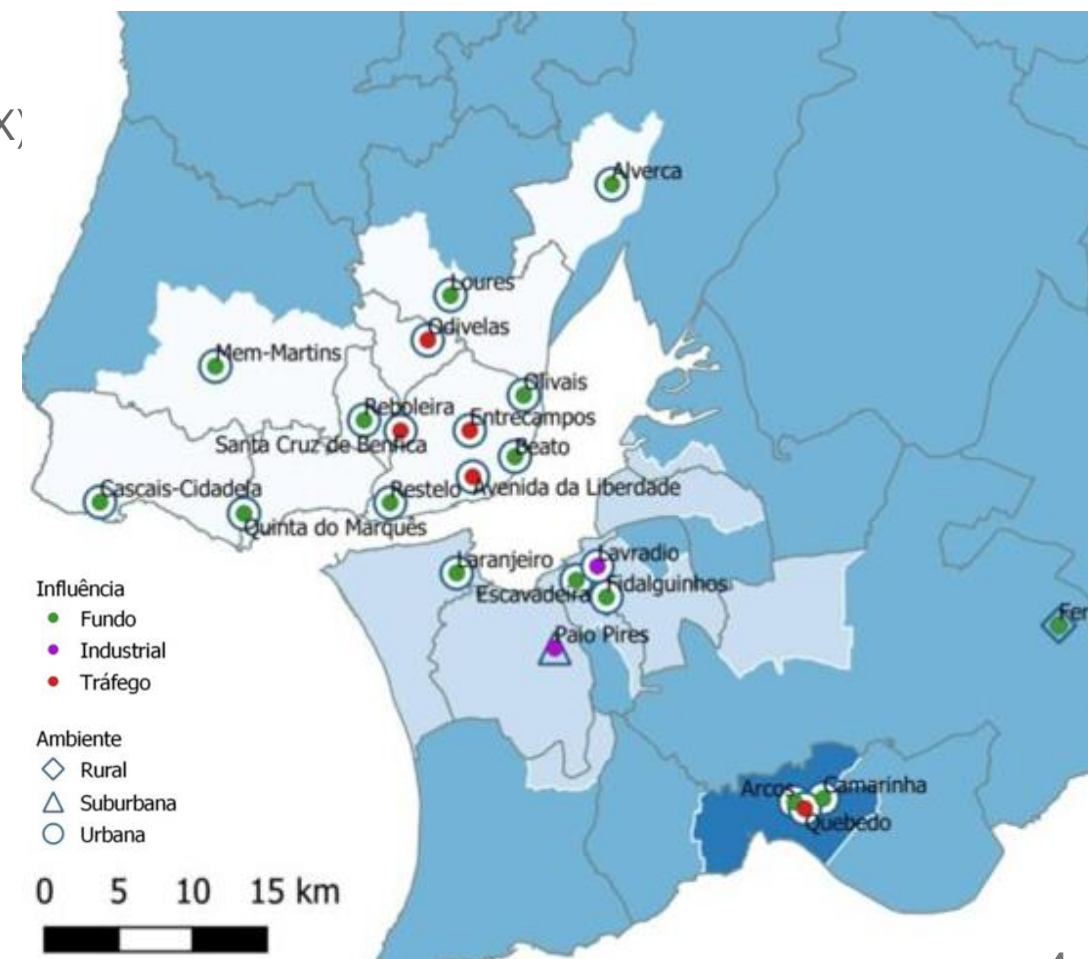 X)
Alverca
Loures
Odivelas
Mem-Martins
Olivais
Reboleira
Entrecampos
Santa Cruz de Benfica
Beato
Cascais-Cidadela
Restelo
Avenida da Liberdade
Quinta do Marquês
Laranjeiro
Lavradio
Escavadeira
Fidalguinhos
Paio Pires
Fer
Arcos
Camarinha
Quebedo
Influência
Fundo
Industrial
Tráfego
Ambiente
Rural
Suburbana
Urbana
0 5 10 15 km